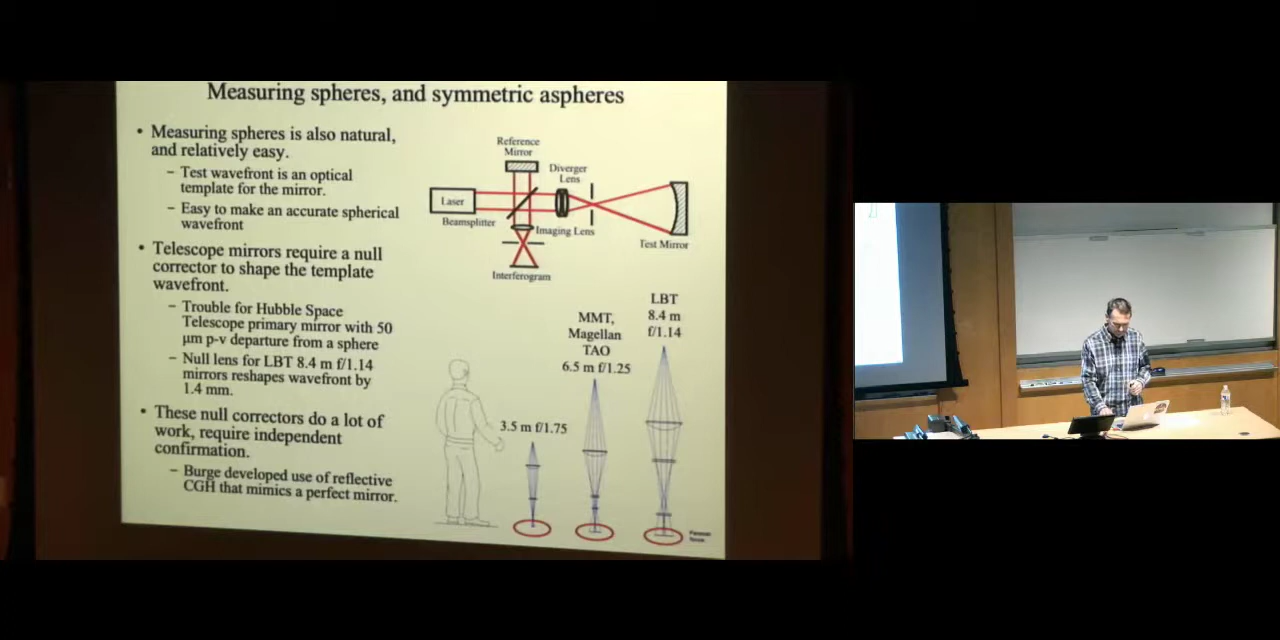 Measuring spheres, and symmetric aspheres
• Measuring spheres is also natural,
and relatively easy.
– Test wavefront is an optical
template for the mirror.
– Easy to make an accurate spherical
wavefront
• Telescope mirrors require a null
corrector to shape the template
wavefront.
– Trouble for Hubble Space
Telescope primary mirror with 50
µm p-v departure from a sphere
– Null lens for LBT 8.4 m f/1.14
mirrors reshapes wavefront by
1.4 mm.
• These null correctors do a lot of
work, require independent
confirmation.
– Burge developed use of reflective
CGH that mimics a perfect mirror.
Reference
Mirror
Diverger
Lens
Laser
Beamsplitter
Imaging Lens
Test Mirror
Interferogram
3.5 m f/1.75
MMT,
Magellan
TAO
6.5 m f/1.25
LBT
8.4 m
f/1.14